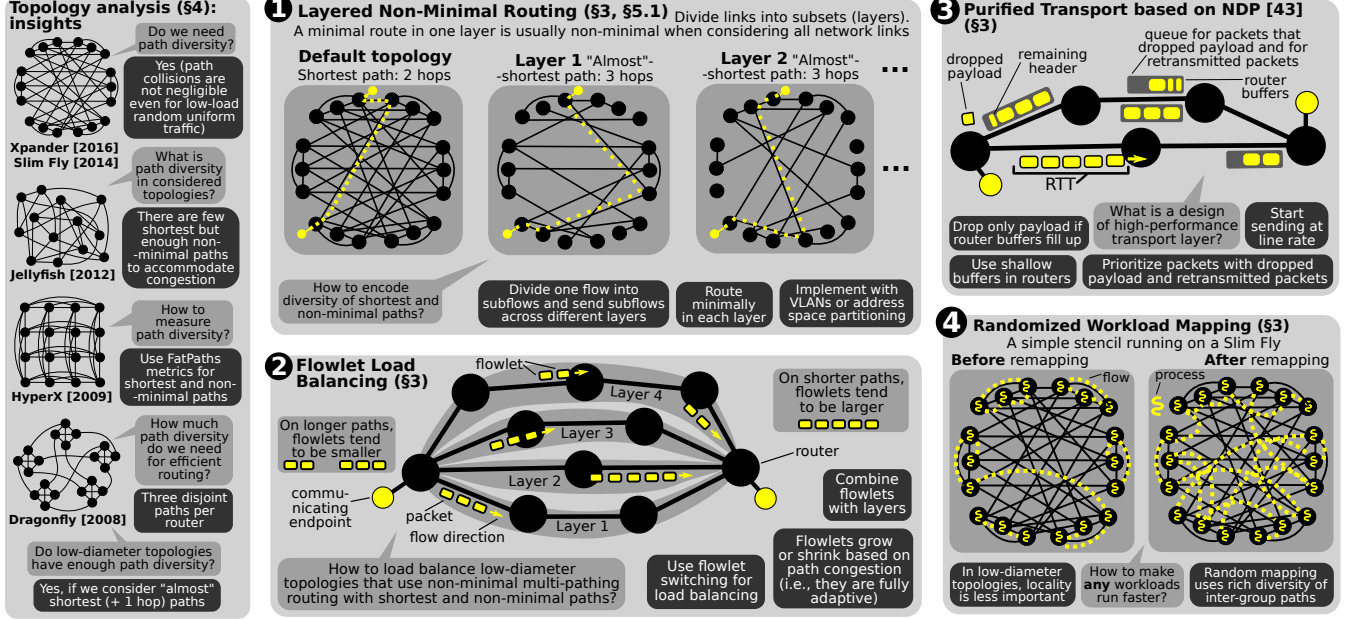 Topology analysis (§4):
insights
Do we need
path diversity?
Yes (path
collisions are
not negligible
even for low-load
random uniform
traffic)
Xpander [2016]
Slim Fly [2014]
What is
path diversity
in considered
topologies?
There are few
shortest but
enough non-
-minimal paths
to accommodate
congestion
Jellyfish [2012]
How to
measure
path diversity?
Use FatPaths
metrics for
shortest and non-
-minimal paths
HyperX [2009]
How much
path diversity
do we need
for efficient
routing?
Three disjoint
paths per
router
Dragonfly [2008]
Do low-diameter topologies
have enough path diversity?
Yes, if we consider "almost"
shortest (+ 1 hop) paths
1 Layered Non-Minimal Routing (§3, §5.1) Divide links into subsets (layers).
A minimal route in one layer is usually non-minimal when considering all network links
Default topology
Shortest path: 2 hops
Layer 1 "Almost"-
-shortest path: 3 hops
Layer 2 "Almost"-
-shortest path: 3 hops
...
...
How to encode
diversity of shortest and
non-minimal paths?
Divide one flow into
subflows and send subflows
across different layers
Route
minimally
in each layer
Implement with
VLANs or address
space partitioning
2 Flowlet Load
Balancing (§3)
flowlet
Layer 4
Layer 3
Layer 2
Layer 1
On longer paths,
flowlets tend
to be smaller
On shorter paths,
flowlets tend
to be larger
router
commu-
nicating
endpoint
packet
flow direction
Combine
flowlets
with layers
How to load balance low-diameter
topologies that use non-minimal multi-pathing
routing with shortest and non-minimal paths?
Use flowlet
switching for
load balancing
Flowlets grow
or shrink based on
path congestion
(i.e., they are fully
adaptive)
3 Purified Transport based on NDP [43]
(§3)
queue for packets that
dropped payload and for
retransmitted packets
dropped
payload
remaining
header
router
buffers
RTT
Drop only payload if
router buffers fill up
What is a design
of high-performance
transport layer?
Start
sending at
line rate
Use shallow
buffers in routers
Prioritize packets with dropped
payload and retransmitted packets
4 Randomized Workload Mapping (§3)
A simple stencil running on a Slim Fly
Before remapping
After remapping
flow
process
In low-diameter
topologies, locality
is less important
How to make
any workloads
run faster?
Random mapping
uses rich diversity of
inter-group paths